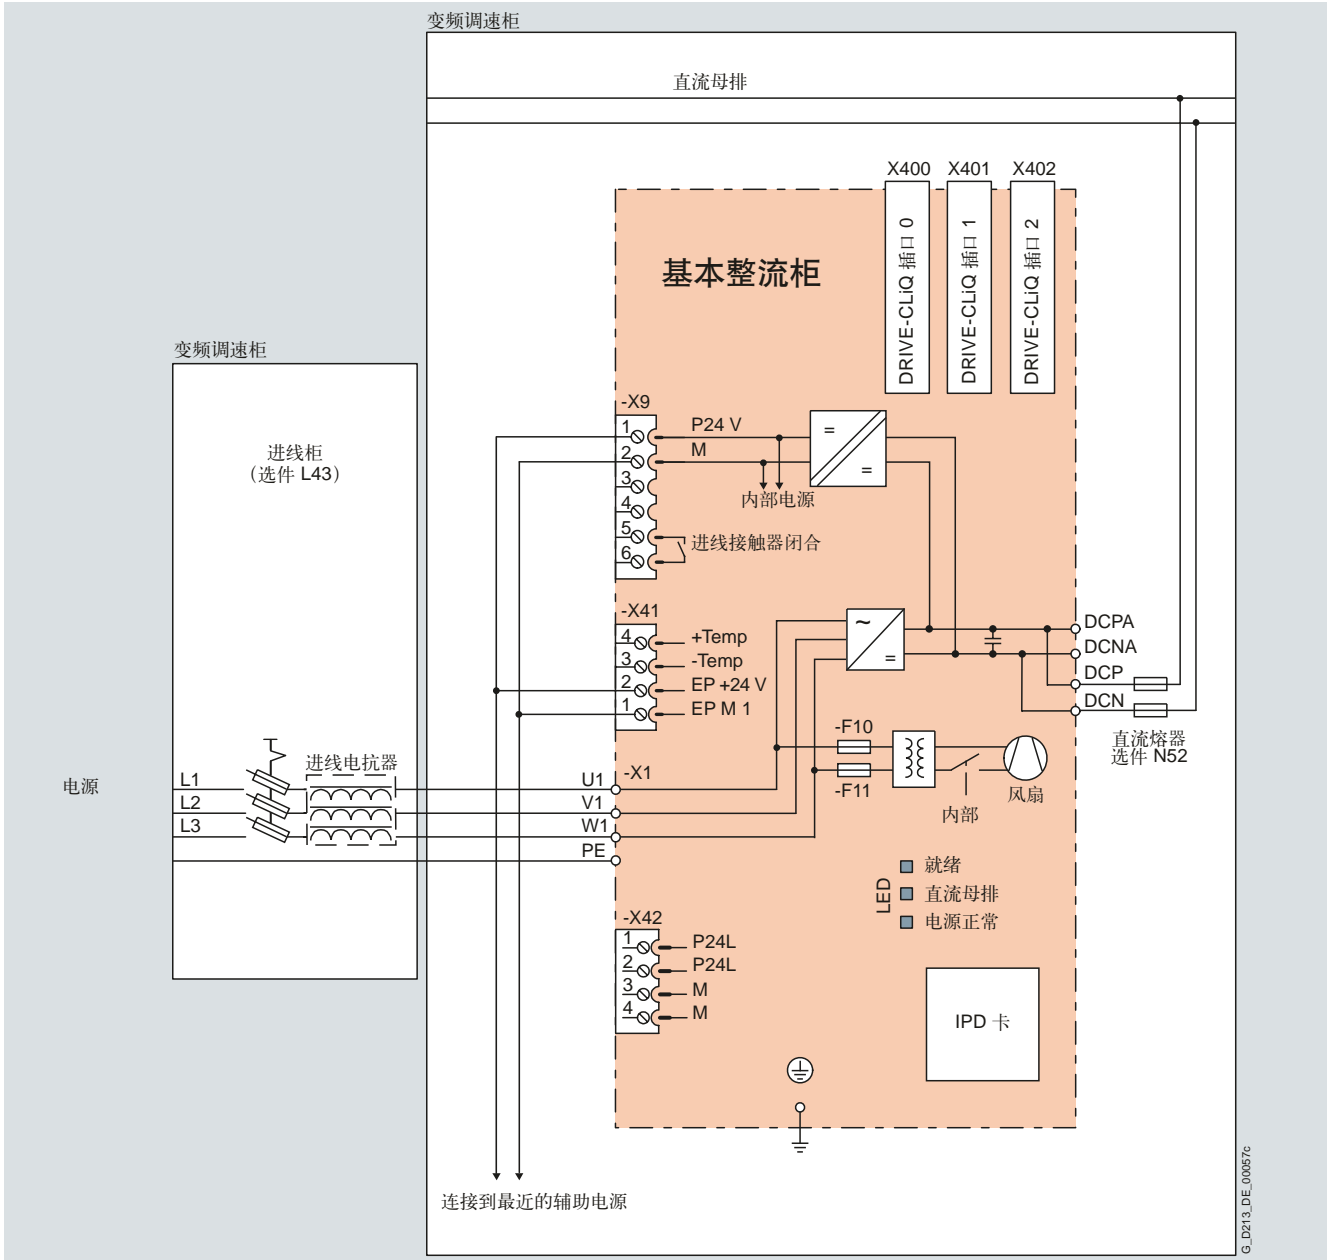 变频调速柜
直流母排
X400
X401
X402
DRIVE-CLiQ 插口 0
DRIVE-CLiQ 插口 1
DRIVE-CLiQ 插口 2
基本整流柜
变频调速柜
进线柜
（选件 L43）
-X9
1
2
3
4
5
6
P24 V
M
=
=
内部电源
进线接触器闭合
-X41
4
3
2
1
+Temp
-Temp
EP +24 V
EP M 1
~
=
DCPA
DCNA
DCP
DCN
直流熔器
选件 N52
-F10
-F11
内部
风扇
电源
L1
L2
L3
进线电抗器
U1
V1
W1
PE
-X1
LED
就绪
直流母排
电源正常
-X42
1
2
3
4
P24L
P24L
M
M
IPD 卡
连接到最近的辅助电源
G_D213_DE_00057c